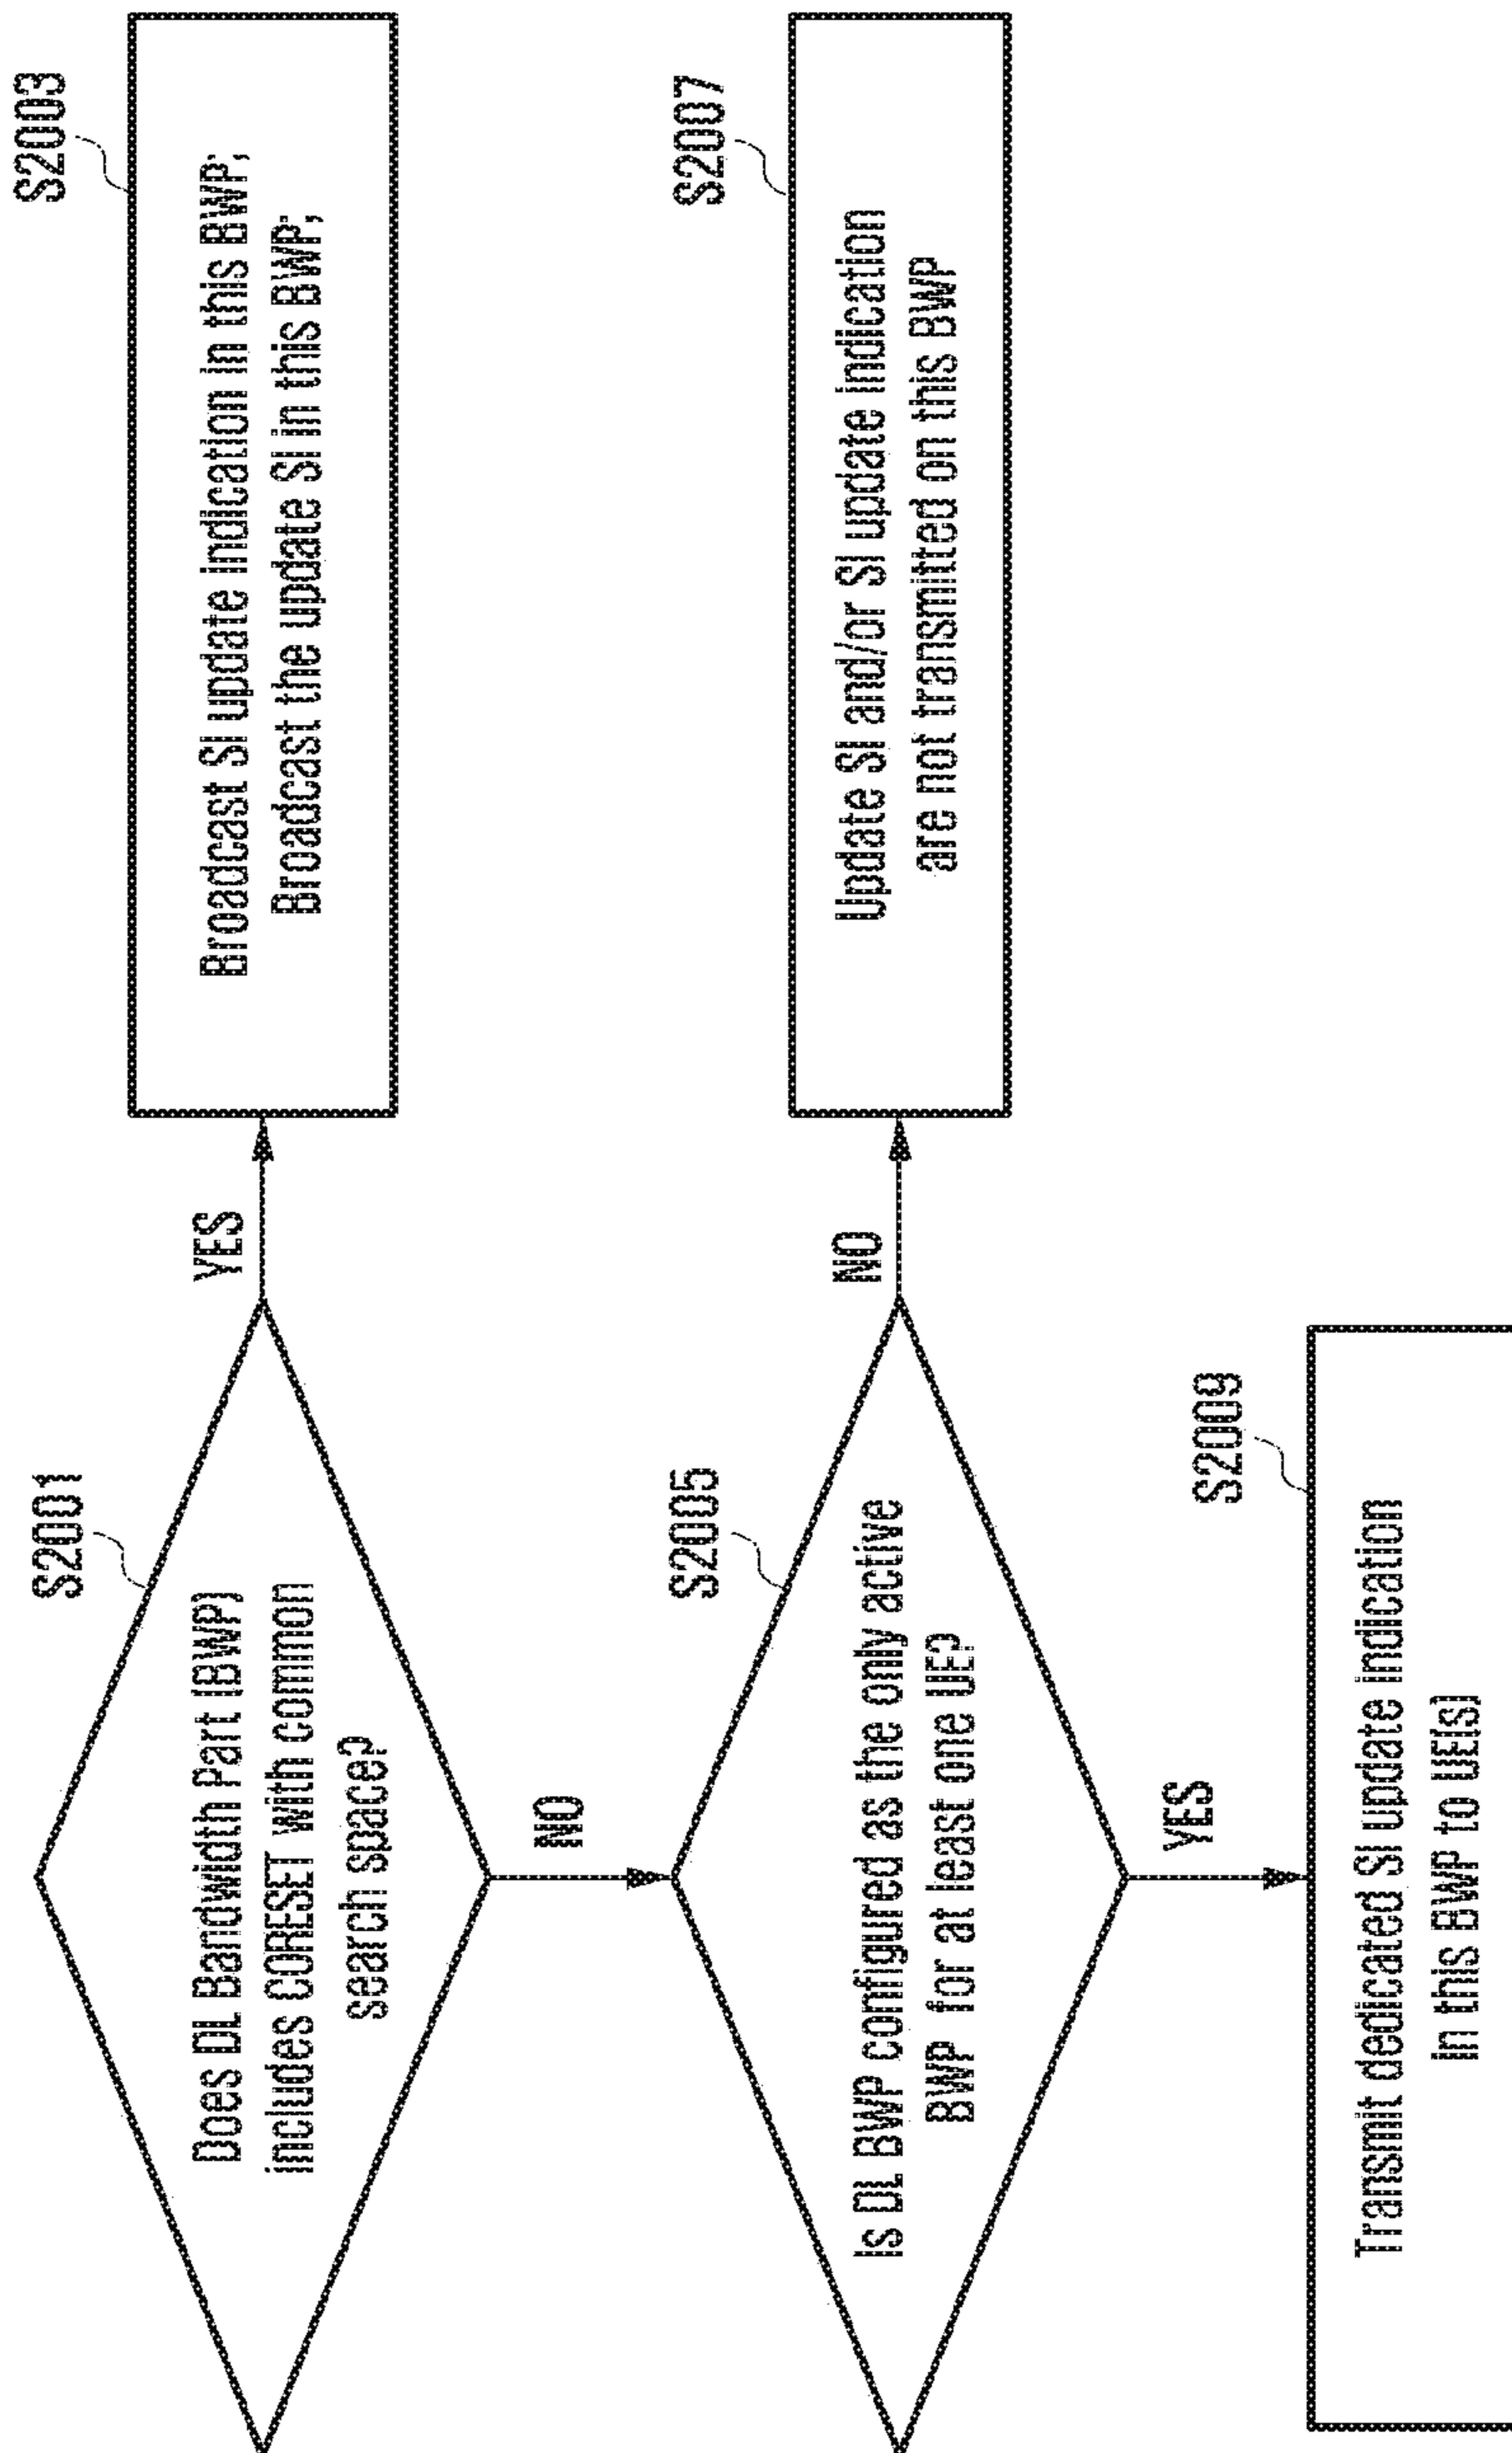 S2001
Does DL Bandwidth Part (BWP)
includes CORESET with common
search space?
YES
S2003
Broadcast SI update indication in this BWP;
Broadcast the update SI in this BWP;
NO
S2005
Is DL BWP configured as the only active
BWP for at least one UE?
NO
S2007
Update SI and/or SI update indication
are not transmitted on this BWP
YES
S2009
Transmit dedicated SI update indication
in this BWP to UE(s)